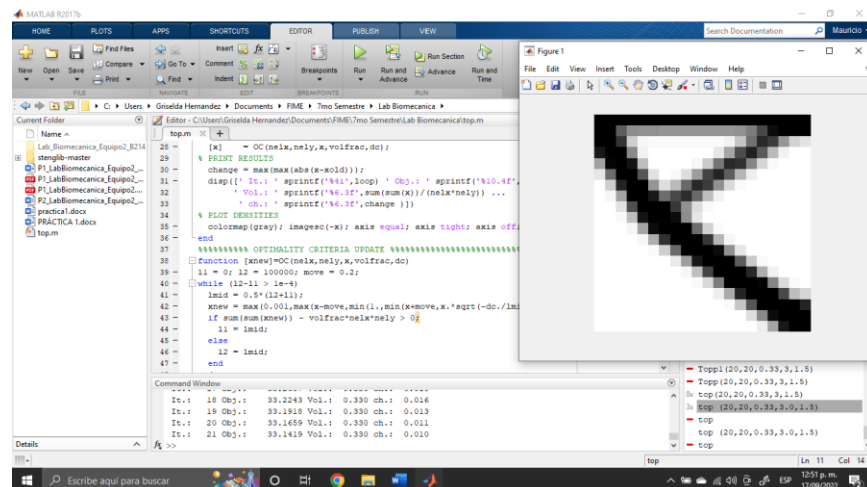 MATLAB R2017b
HOME PLOTS APPS SHORTCUTS EDITOR PUBLISH VIEW
Search Documentation
Mauricio
New Open Save
Find Files
Compare
Print
Go To
Find
Insert fx
Comment
Indent
Breakpoints
Run
Run and Advance
Run Section
Advance
Run and Time
FILE NAVIGATE EDIT BREAKPOINTS RUN
C: Users Griselda Hernandez Documents FIME 7mo Semestre Lab Biomecanica
Current Folder
Name
Lab_Biomecanica_Equipo2_B214
stenglib-master
P1_LabBiomecanica_Equipo2_...
P1_LabBiomecanica_Equipo2_...
P1_LabBiomecanica_Equipo2....
P2_LabBiomecanica_Equipo2_...
practica1.docx
PRÁCTICA 1.docx
top.m
Details
Editor - C:\Users\Griselda Hernandez\Documents\FIME\7mo Semestre\Lab Biomecanica\top.m
top.m
28 - [x] = OC(nelx,nely,x,volfrac,dc);
29 % PRINT RESULTS
30 - change = max(max(abs(x-xold)));
31 - disp([' It.: ' sprintf('%4i',loop) ' Obj.: ' sprintf('%10.4f',
32 ' Vol.: ' sprintf('%6.3f',sum(sum(x))/(nelx*nely)) ...
33 ' ch.: ' sprintf('%6.3f',change )])
34 % PLOT DENSITIES
35 - colormap(gray); imagesc(-x); axis equal; axis tight; axis off;
36 - end
37 %%%%%%%%%% OPTIMALITY CRITERIA UPDATE %%%%%%%%%%%%%%%%%%%%%%
38 function [xnew]=OC(nelx,nely,x,volfrac,dc)
39 - l1 = 0; l2 = 100000; move = 0.2;
40 - while (l2-l1 > 1e-4)
41 - lmid = 0.5*(l2+l1);
42 - xnew = max(0.001,max(x-move,min(1.,min(x+move,x.*sqrt(-dc./lmi
43 - if sum(sum(xnew)) - volfrac*nelx*nely > 0;
44 - l1 = lmid;
45 - else
46 - l2 = lmid;
47 - end
Command Window
It.: 18 Obj.: 33.2243 Vol.: 0.330 ch.: 0.016
It.: 19 Obj.: 33.1918 Vol.: 0.330 ch.: 0.013
It.: 20 Obj.: 33.1659 Vol.: 0.330 ch.: 0.011
It.: 21 Obj.: 33.1419 Vol.: 0.330 ch.: 0.010
fx >>
Figure 1
File Edit View Insert Tools Desktop Window Help
Topp1(20,20,0.33,3,1.5)
Topp(20,20,0.33,3,1.5)
top(20,20,0.33,3,1.5)
top (20,20,0.33,3.0,1.5)
top
top (20,20,0.33,3.0,1.5)
top
top
Ln 11 Col 14
Escribe aquí para buscar
ESP
12:51 p. m.
17/09/2022